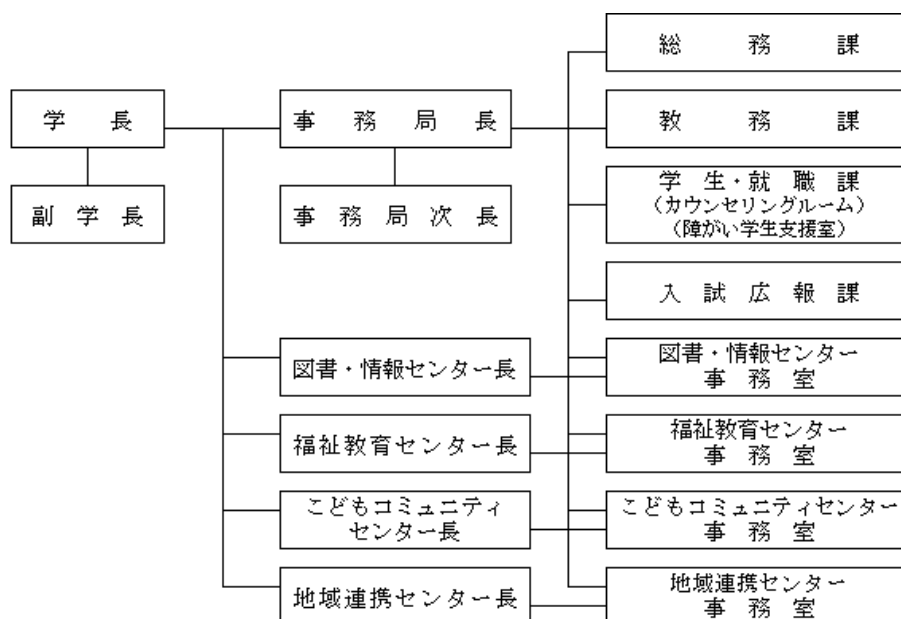 総務課
学長
事務局長
教務課
副学長
事務局次長
学生・就職課
(カウンセリングルーム)
(障がい学生支援室)
入試広報課
図書・情報センター長
図書・情報センター
事務室
福祉教育センター長
福祉教育センター
事務室
こどもコミュニティ
センター長
こどもコミュニティセンター
事務室
地域連携センター長
地域連携センター
事務室